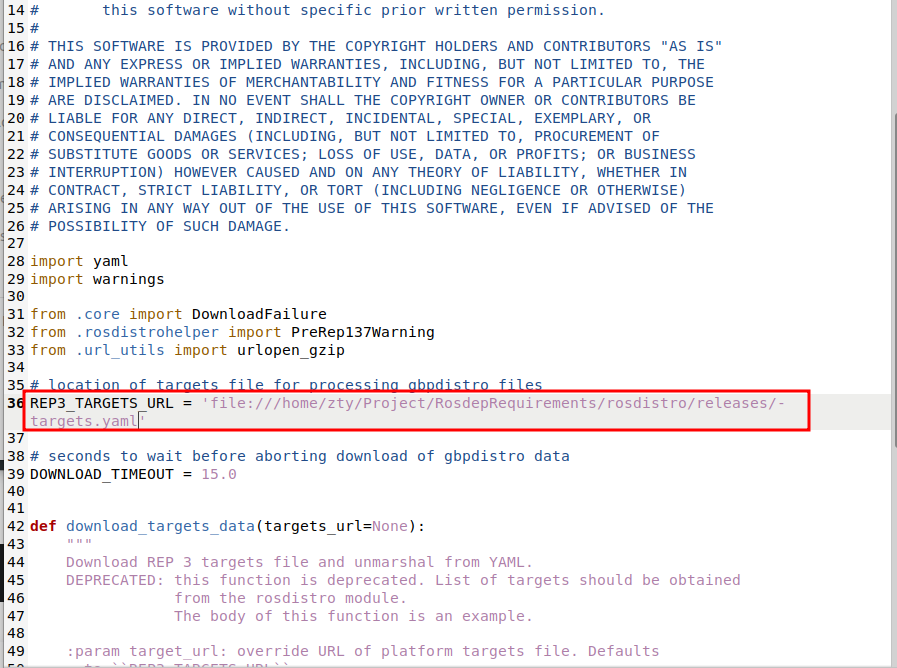 14 #       this software without specific prior written permission.
15 #
16 # THIS SOFTWARE IS PROVIDED BY THE COPYRIGHT HOLDERS AND CONTRIBUTORS "AS IS"
17 # AND ANY EXPRESS OR IMPLIED WARRANTIES, INCLUDING, BUT NOT LIMITED TO, THE
18 # IMPLIED WARRANTIES OF MERCHANTABILITY AND FITNESS FOR A PARTICULAR PURPOSE
19 # ARE DISCLAIMED. IN NO EVENT SHALL THE COPYRIGHT OWNER OR CONTRIBUTORS BE
20 # LIABLE FOR ANY DIRECT, INDIRECT, INCIDENTAL, SPECIAL, EXEMPLARY, OR
21 # CONSEQUENTIAL DAMAGES (INCLUDING, BUT NOT LIMITED TO, PROCUREMENT OF
22 # SUBSTITUTE GOODS OR SERVICES; LOSS OF USE, DATA, OR PROFITS; OR BUSINESS
23 # INTERRUPTION) HOWEVER CAUSED AND ON ANY THEORY OF LIABILITY, WHETHER IN
24 # CONTRACT, STRICT LIABILITY, OR TORT (INCLUDING NEGLIGENCE OR OTHERWISE)
25 # ARISING IN ANY WAY OUT OF THE USE OF THIS SOFTWARE, EVEN IF ADVISED OF THE
26 # POSSIBILITY OF SUCH DAMAGE.
27
28 import yaml
29 import warnings
30
31 from .core import DownloadFailure
32 from .rosdistrohelper import PreRep137Warning
33 from .url_utils import urlopen_gzip
34
35 # location of targets file for processing gbpdistro files
36 REP3_TARGETS_URL = 'file:///home/zty/Project/RosdepRequirements/rosdistro/releases/-
targets.yaml'
37
38 # seconds to wait before aborting download of gbpdistro data
39 DOWNLOAD_TIMEOUT = 15.0
40
41
42 def download_targets_data(targets_url=None):
43     """
44     Download REP 3 targets file and unmarshal from YAML.
45     DEPRECATED: this function is deprecated. List of targets should be obtained
46                 from the rosdistro module.
47                 The body of this function is an example.
48
49     :param target_url: override URL of platform targets file. Defaults
50       to ``REP3_TARGETS_URL``